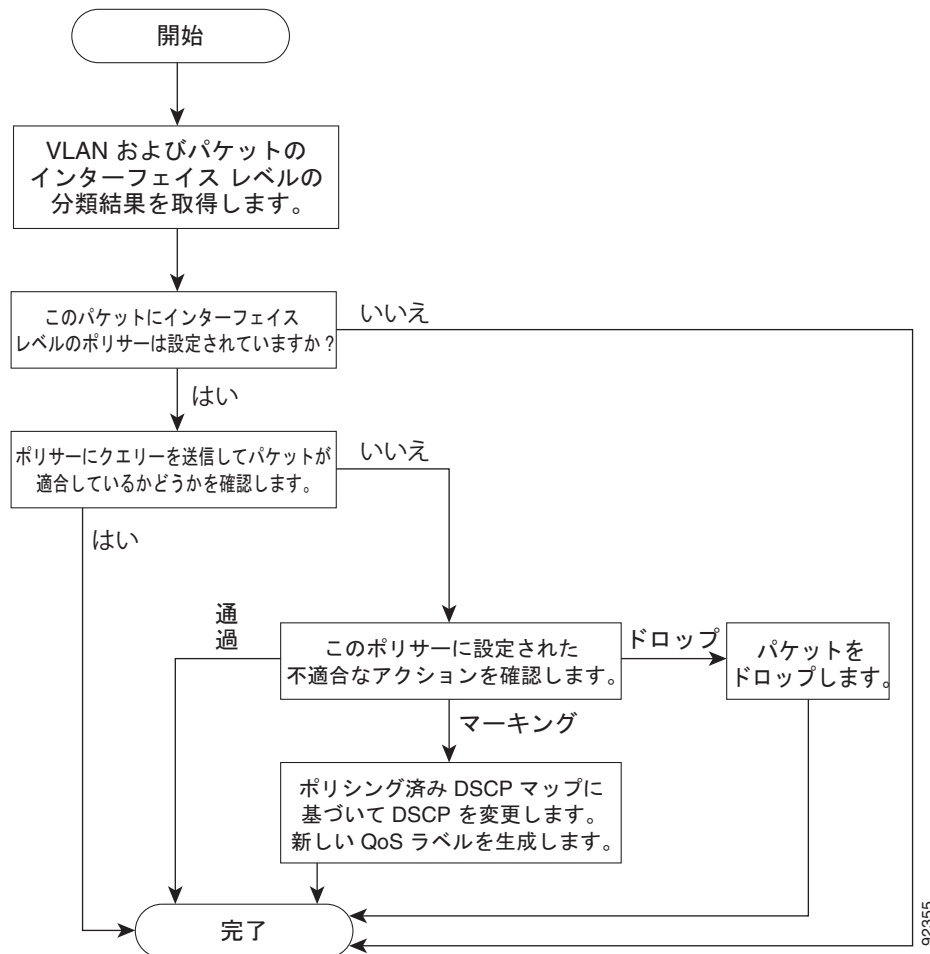 開始
VLAN およびパケットの
インターフェイス レベルの
分類結果を取得します。
このパケットにインターフェイス
レベルのポリサーは設定されていますか?
いいえ
はい
ポリサーにクエリーを送信してパケットが
適合しているかどうかを確認します。
いいえ
はい
通
過
このポリサーに設定された
不適合なアクションを確認します。
ドロップ
パケットを
ドロップします。
マーキング
ポリシング済み DSCP マップに
基づいて DSCP を変更します。
新しい QoS ラベルを生成します。
完了
92355